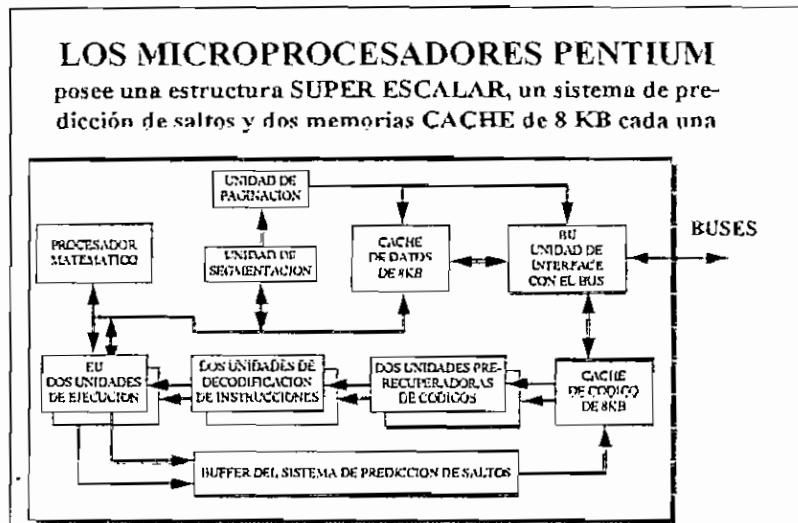 LOS MICROPROCESADORES PENTIUM
posee una estructura SUPER ESCALAR, un sistema de pre-
dicción de saltos y dos memorias CACHE de 8 KB cada una
UNIDAD DE
PAGINACION
PROCESADOR
MATEMATICO
UNIDAD DE
SEGMENTACION
CACHE
DE DATOS
DE 8KB
BU
UNIDAD DE
INTERFACE
CON EL BUS
BUSES
EU
DOS UNIDADES
DE EJECUCION
DOS UNIDADES DE
DECODIFICACION
DE INSTRUCCIONES
DOS UNIDADES PRE-
RECUPERADORAS
DE CODIGOS
CACHE
DE CODIGO
DE 8KB
BUFFER DEL SISTEMA DE PREDICCION DE SALTOS